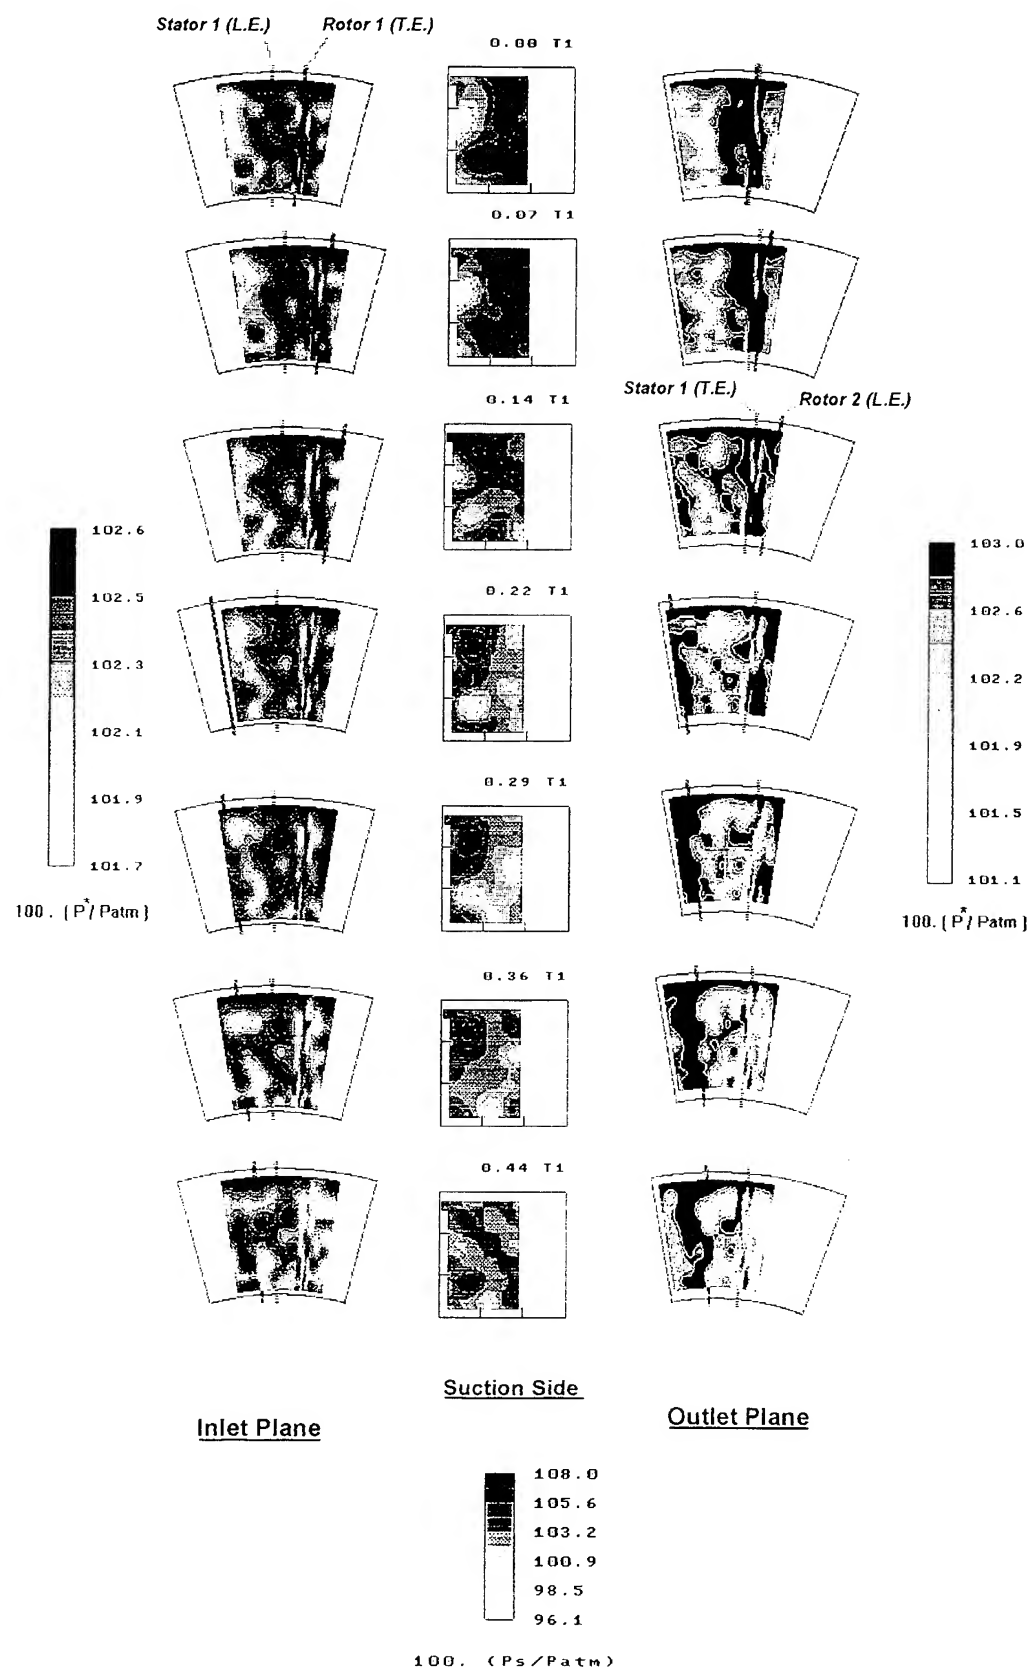 Stator 1 (L.E.)
Rotor 1 (T.E.)
0.00 T1
0.07 T1
0.14 T1
Stator 1 (T.E.)
Rotor 2 (L.E.)
0.22 T1
0.29 T1
0.36 T1
0.44 T1
102.6
102.5
102.3
102.1
101.9
101.7
100. [P*/Patm]
103.0
102.6
102.2
101.9
101.5
101.1
100. [P*/Patm]
Suction Side
Inlet Plane
Outlet Plane
108.0
105.6
103.2
100.9
98.5
96.1
100. (Ps/Patm)